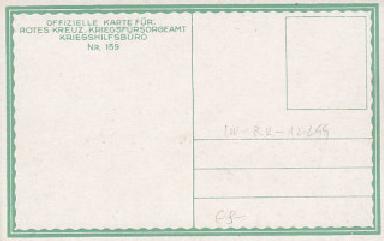 OFFIZIELLE KARTE FÜR.
ROTES KREUZ, KRIEGSFÜRSORGEAMT
KRIEGSHILFSBÜRO
NR. 159